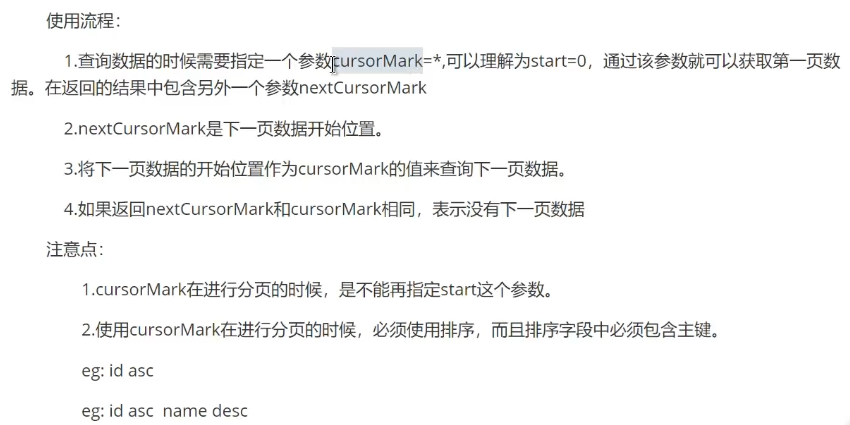 使用流程：
1.查询数据的时候需要指定一个参数cursorMark=*,可以理解为start=0，通过该参数就可以获取第一页数
据。在返回的结果中包含另外一个参数nextCursorMark
2.nextCursorMark是下一页数据开始位置。
3.将下一页数据的开始位置作为cursorMark的值来查询下一页数据。
4.如果返回nextCursorMark和cursorMark相同，表示没有下一页数据
注意点：
1.cursorMark在进行分页的时候，是不能再指定start这个参数。
2.使用cursorMark在进行分页的时候，必须使用排序，而且排序字段中必须包含主键。
eg: id asc
eg: id asc  name desc